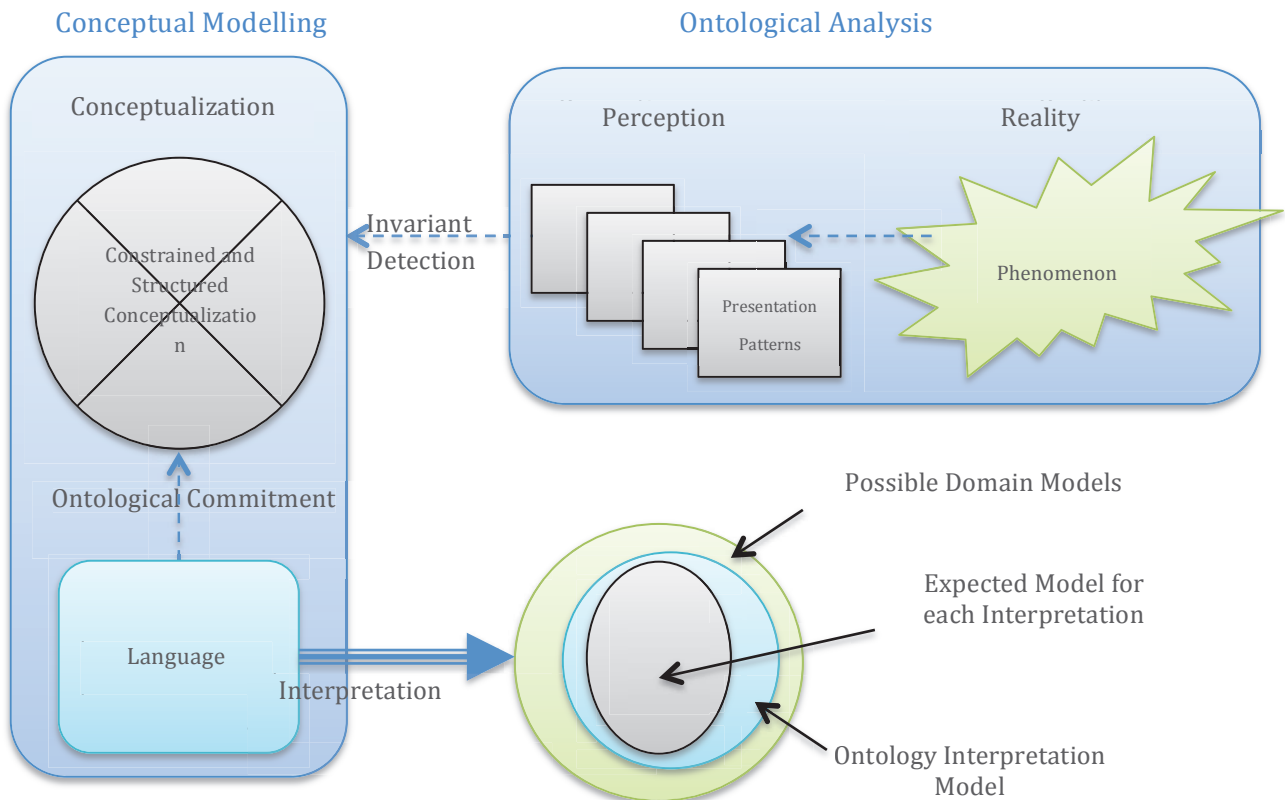 Conceptual Modelling
Ontological Analysis
Conceptualization
Perception
Reality
Constrained and
Structured
Conceptualizatio
n
Invariant
Detection
Presentation
Patterns
Phenomenon
Ontological Commitment
Language
Interpretation
Possible Domain Models
Expected Model for
each Interpretation
Ontology Interpretation
Model